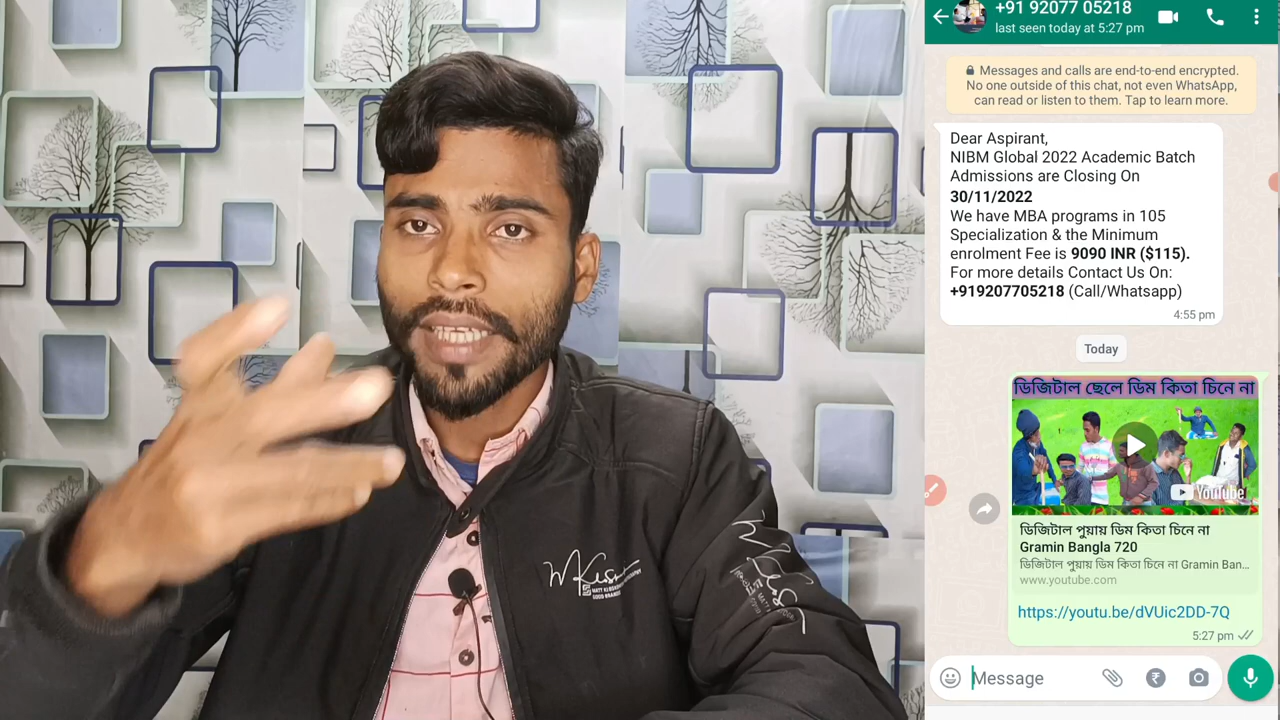 +91 92077 05218
last seen today at 5:27 pm
Messages and calls are end-to-end encrypted.
No one outside of this chat, not even WhatsApp,
can read or listen to them. Tap to learn more.
Dear Aspirant,
NIBM Global 2022 Academic Batch
Admissions are Closing On
30/11/2022
We have MBA programs in 105
Specialization & the Minimum
enrolment Fee is 9090 INR ($115).
For more details Contact Us On:
+919207705218 (Call/Whatsapp)
4:55 pm
Today
ডিজিটাল ছেলে ডিম কিতা চিনে না
YouTube
ডিজিটাল পুয়ায় ডিম কিতা চিনে না
Gramin Bangla 720
ডিজিটাল পুয়ায় ডিম কিতা চিনে না Gramin Ban...
www.youtube.com
https://youtu.be/dVUic2DD-7Q
5:27 pm
Message